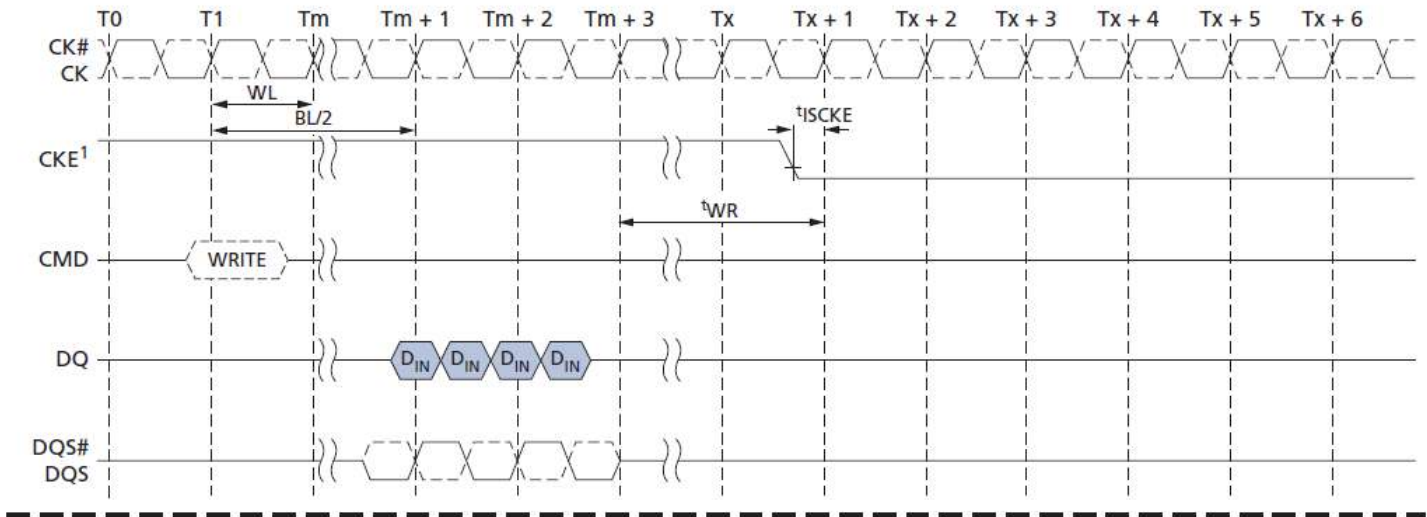 T0 T1 Tm Tm + 1 Tm + 2 Tm + 3 Tx Tx + 1 Tx + 2 Tx + 3 Tx + 4 Tx + 5 Tx + 6
CK#
CK
WL
BL/2
tISCKE
CKE1
tWR
CMD WRITE
DQ DIN DIN DIN DIN
DQS#
DQS